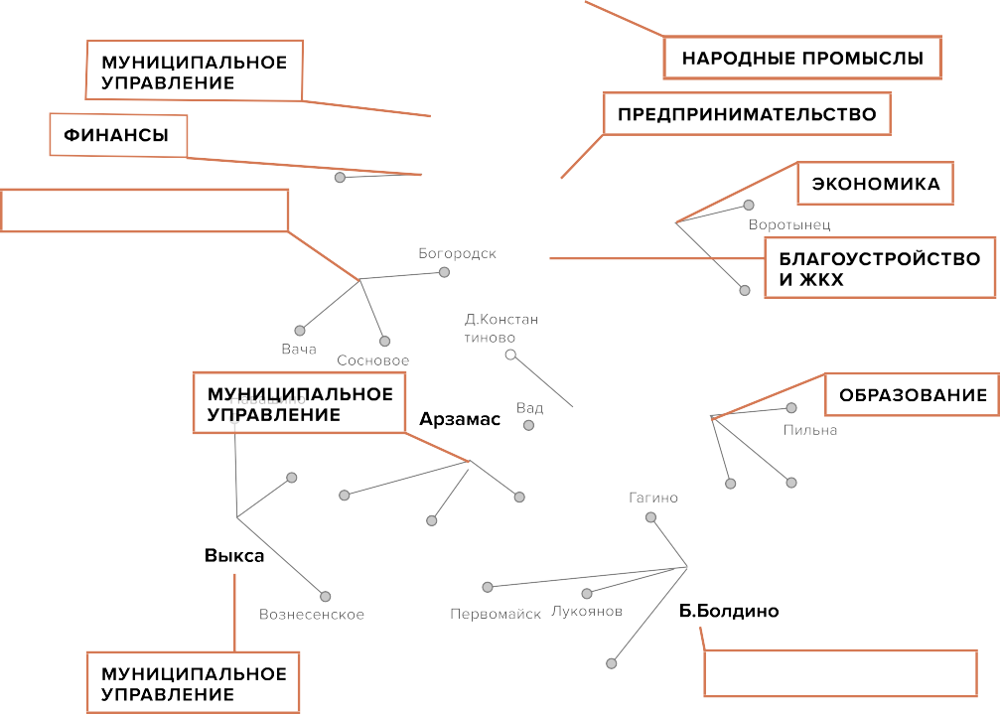 НАРОДНЫЕ ПРОМЫСЛЫ
МУНИЦИПАЛЬНОЕ
УПРАВЛЕНИЕ
ПРЕДПРИНИМАТЕЛЬСТВО
ФИНАНСЫ
ЭКОНОМИКА
Воротынец
Богородск
БЛАГОУСТРОЙСТВО
И ЖКХ
Д.Констан
тиново
Вача
Сосновое
МУНИЦИПАЛЬНОЕ
УПРАВЛЕНИЕ
Арзамас
Вад
ОБРАЗОВАНИЕ
Пильна
Гагино
Выкса
Вознесенское
Первомайск
Лукоянов
Б.Болдино
МУНИЦИПАЛЬНОЕ
УПРАВЛЕНИЕ